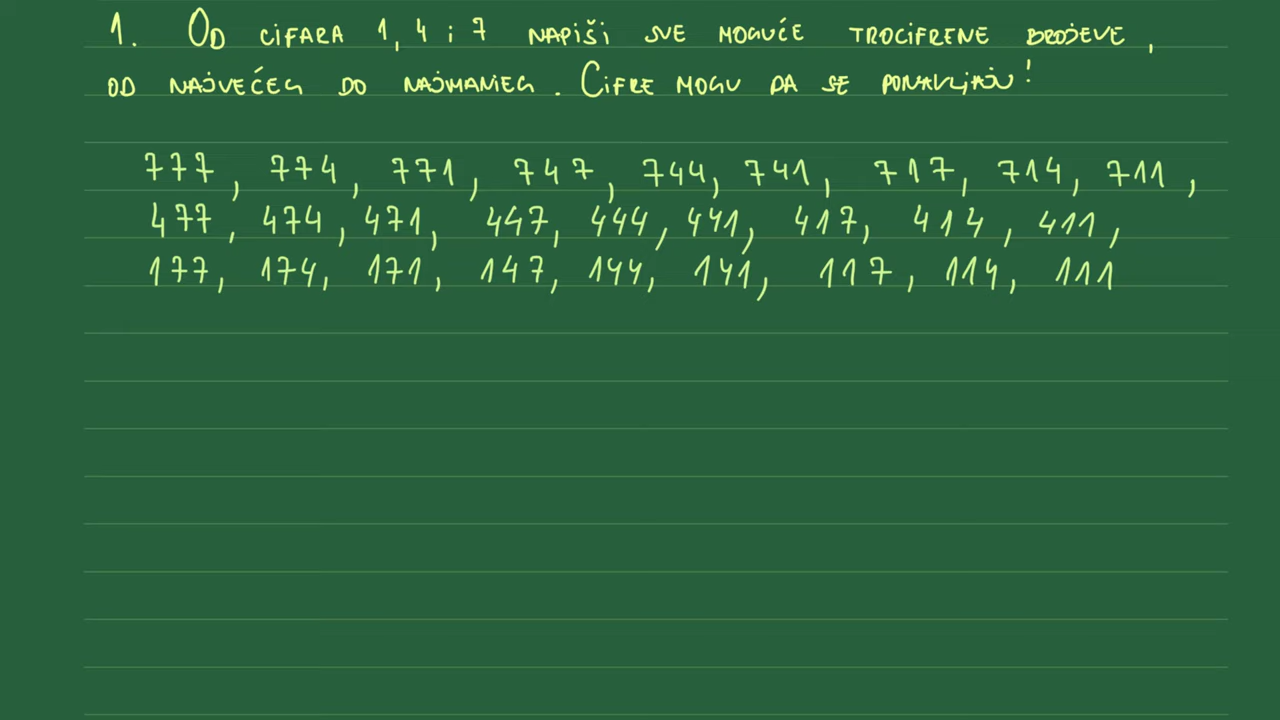 1. OD CIFARA 1, 4 i 7 NAPiŠi SVE MOGUĆE TROCIFRENE BROJEVE,
OD NAJVEĆEG DO NAJMANJEG. CiFRE MOGU DA SE PONAVLJAJU!
777, 774, 771, 747, 744, 741, 717, 714, 711,
477, 474, 471, 447, 444, 441, 417, 414, 411,
177, 174, 171, 147, 144, 141, 117, 114, 111